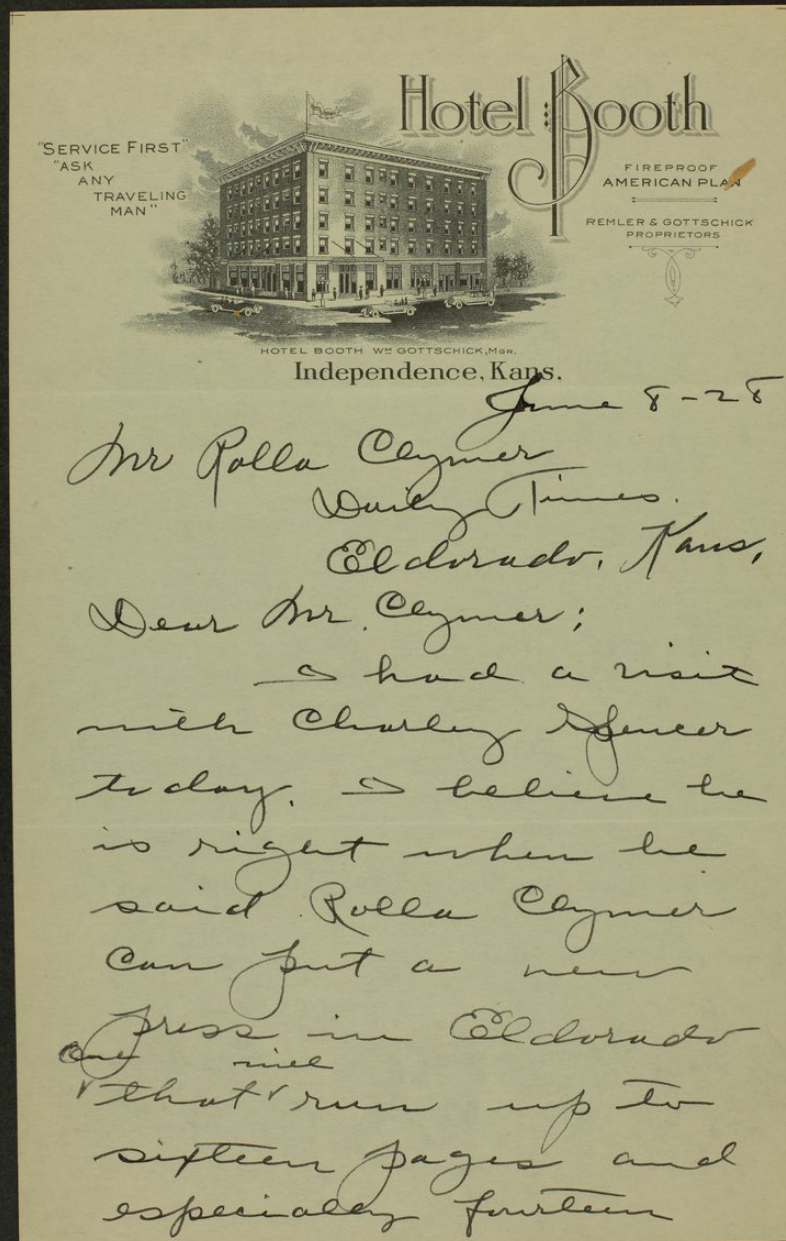 Hotel Booth
"SERVICE FIRST"
"ASK
ANY
TRAVELING
MAN"
FIREPROOF
AMERICAN PLAN
REMLER & GOTTSCHICK
PROPRIETORS
HOTEL BOOTH Wm GOTTSCHICK, MGR.
Independence, Kans.
June 8-28
Mr Rolla Clymer
Daily Times.
Eldorado, Kans,
Dear Mr. Clymer;
I had a visit
with Charley Spencer
today. I believe he
is right when he
said Rolla Clymer
can put a new
press in Eldorado
one will
that run up to
sixteen pages and
especially fourteen